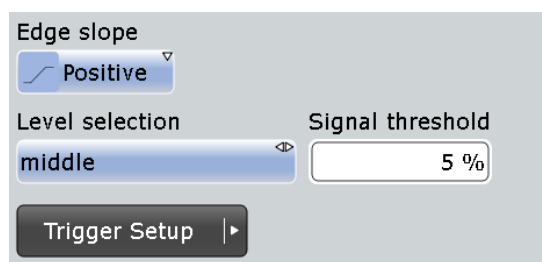 Edge slope
Positive
Level selection Signal threshold
middle 5 %
Trigger Setup